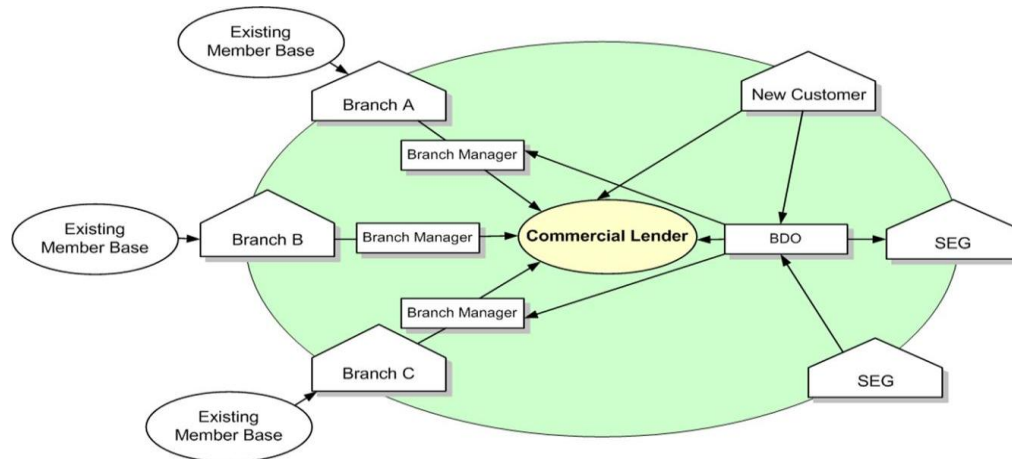 Existing
Member Base
Branch A
New Customer
Branch Manager
Existing
Member Base
Branch B
Branch Manager
Commercial Lender
BDO
SEG
Branch Manager
Branch C
SEG
Existing
Member Base